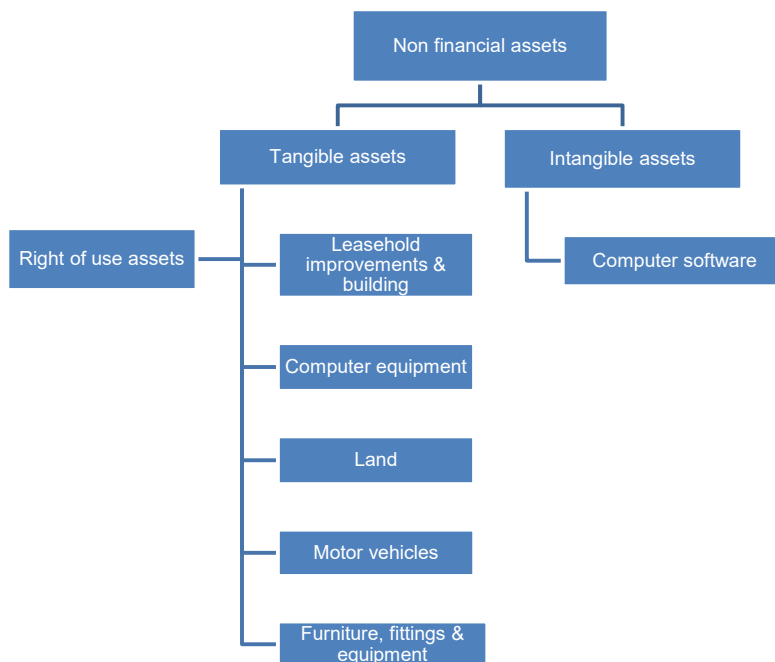 Non financial assets
Tangible assets
Intangible assets
Right of use assets
Leasehold
improvements &
building
Computer software
Computer equipment
Land
Motor vehicles
Furniture, fittings &
equipment